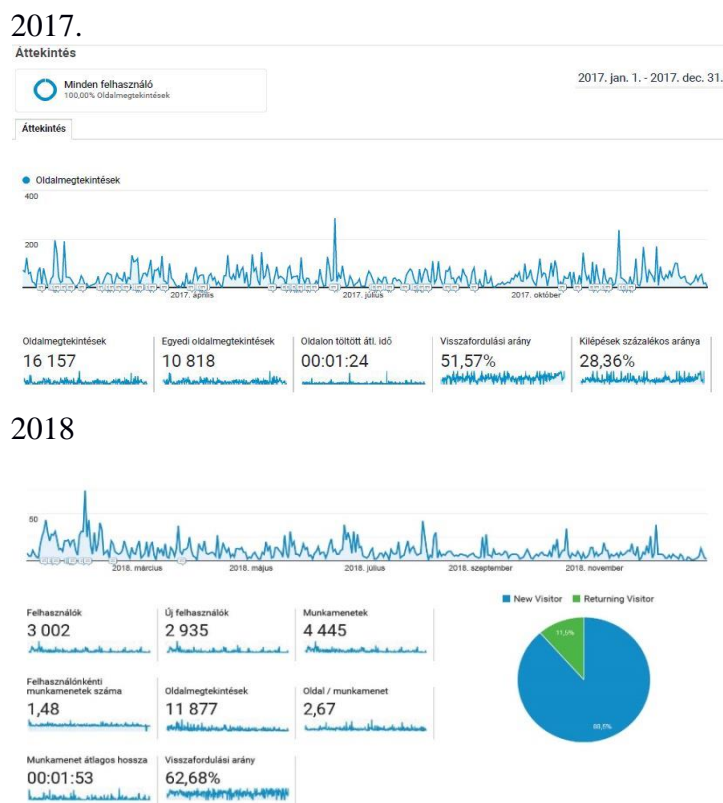 2017.
Áttekintés
Minden felhasználó
100,00% Oldalmegtekintések
2017. jan. 1. - 2017. dec. 31.
Áttekintés
Oldalmegtekintések
400
200
2017. április
2017. július
2017. október
Oldalmegtekintések
16 157
Egyedi oldalmegtekintések
10 818
Oldalon töltött átl. idő
00:01:24
Visszafordulási arány
51,57%
Kilépések százalékos aránya
28,36%
2018
50
2018. március
2018. május
2018. július
2018. szeptember
2018. november
Felhasználók
3 002
Új felhasználók
2 935
Munkamenetek
4 445
New Visitor
Returning Visitor
11,5%
88,5%
Felhasználónkénti
munkamenetek száma
1,48
Oldalmegtekintések
11 877
Oldal / munkamenet
2,67
Munkamenet átlagos hossza
00:01:53
Visszafordulási arány
62,68%